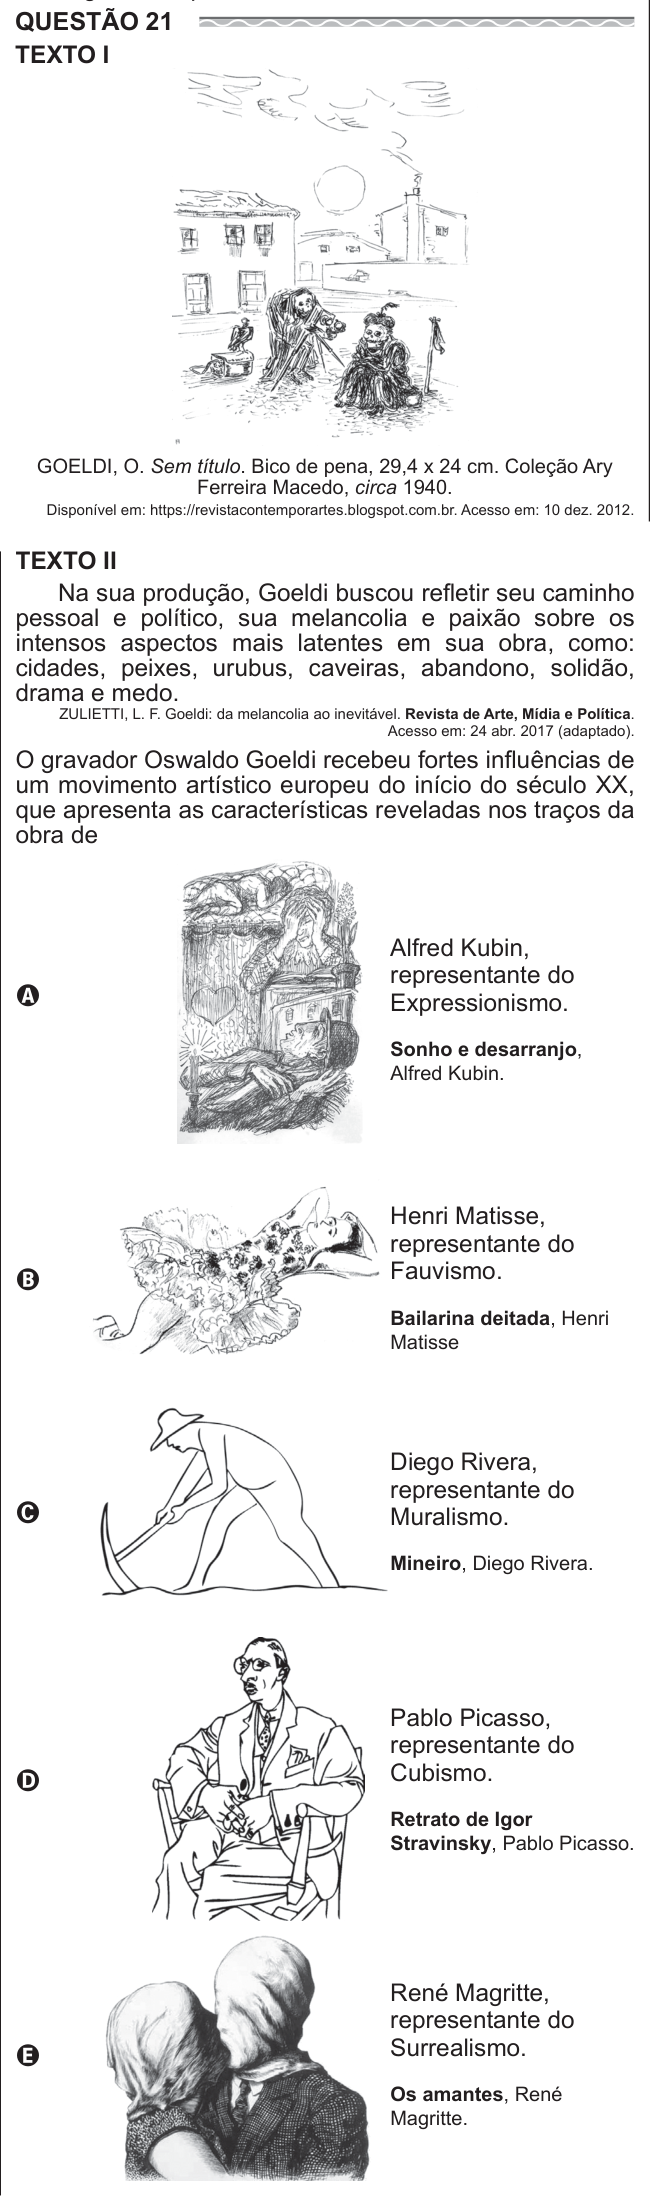 QUESTÃO 21
TEXTO I
GOELDI, O. Sem título. Bico de pena, 29,4 x 24 cm. Coleção Ary
Ferreira Macedo, circa 1940.
Disponível em: https://revistacontemporartes.blogspot.com.br. Acesso em: 10 dez. 2012.
TEXTO II
Na sua produção, Goeldi buscou refletir seu caminho
pessoal e político, sua melancolia e paixão sobre os
intensos aspectos mais latentes em sua obra, como:
cidades, peixes, urubus, caveiras, abandono, solidão,
drama e medo.
ZULIETTI, L. F. Goeldi: da melancolia ao inevitável. Revista de Arte, Mídia e Política.
Acesso em: 24 abr. 2017 (adaptado).
O gravador Oswaldo Goeldi recebeu fortes influências de
um movimento artístico europeu do início do século XX,
que apresenta as características reveladas nos traços da
obra de
A
Alfred Kubin,
representante do
Expressionismo.
Sonho e desarranjo,
Alfred Kubin.
B
Henri Matisse,
representante do
Fauvismo.
Bailarina deitada, Henri
Matisse
C
Diego Rivera,
representante do
Muralismo.
Mineiro, Diego Rivera.
D
Pablo Picasso,
representante do
Cubismo.
Retrato de Igor
Stravinsky, Pablo Picasso.
E
René Magritte,
representante do
Surrealismo.
Os amantes, René
Magritte.